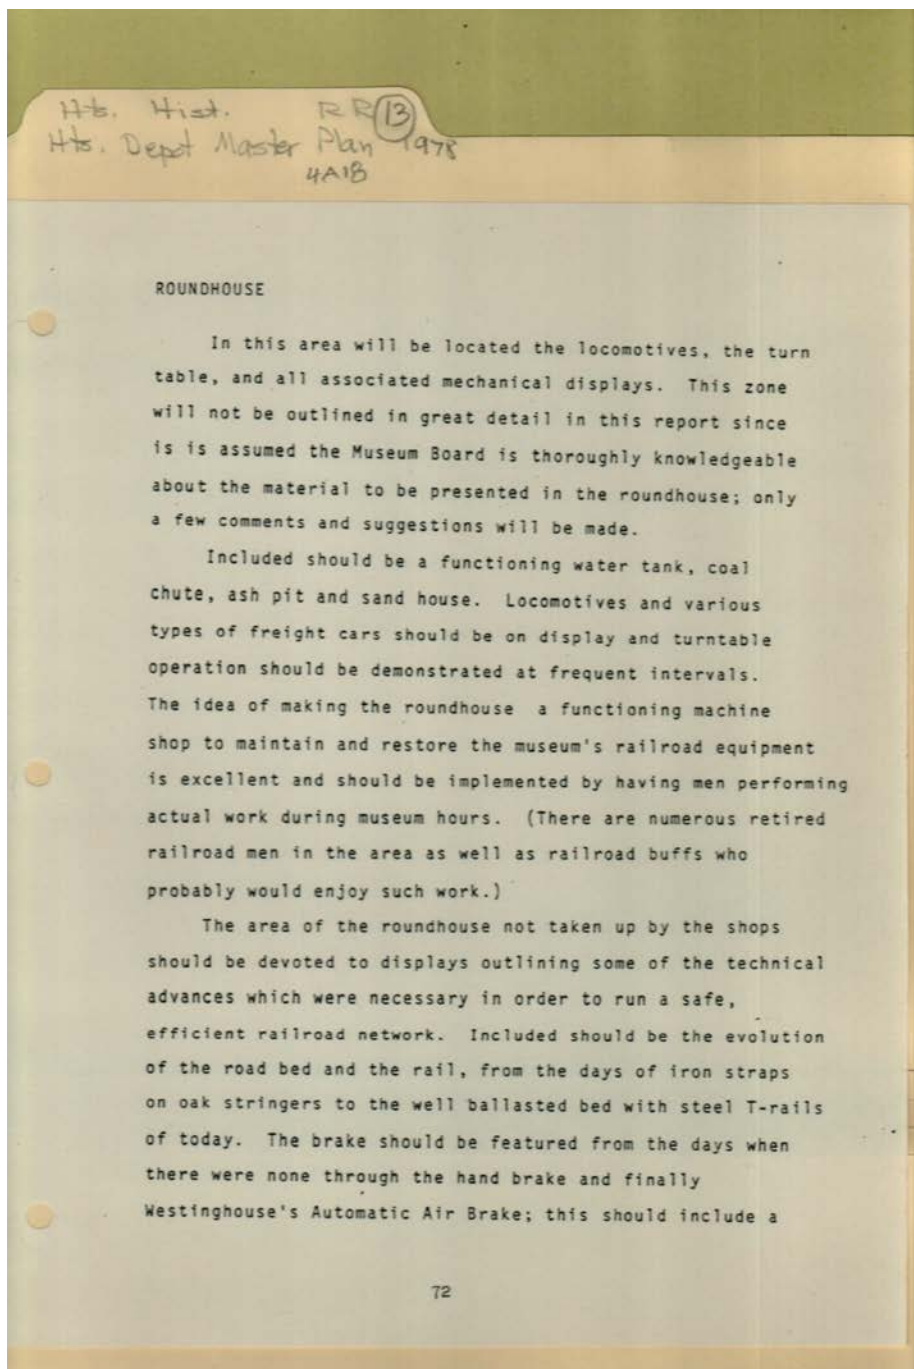 Hts. Hist. RR 13
Hts. Depot Master Plan 1978
4A18
ROUNDHOUSE
In this area will be located the locomotives, the turn
table, and all associated mechanical displays. This zone
will not be outlined in great detail in this report since
is is assumed the Museum Board is thoroughly knowledgeable
about the material to be presented in the roundhouse; only
a few comments and suggestions will be made.
Included should be a functioning water tank, coal
chute, ash pit and sand house. Locomotives and various
types of freight cars should be on display and turntable
operation should be demonstrated at frequent intervals.
The idea of making the roundhouse a functioning machine
shop to maintain and restore the museum's railroad equipment
is excellent and should be implemented by having men performing
actual work during museum hours. (There are numerous retired
railroad men in the area as well as railroad buffs who
probably would enjoy such work.)
The area of the roundhouse not taken up by the shops
should be devoted to displays outlining some of the technical
advances which were necessary in order to run a safe,
efficient railroad network. Included should be the evolution
of the road bed and the rail, from the days of iron straps
on oak stringers to the well ballasted bed with steel T-rails
of today. The brake should be featured from the days when
there were none through the hand brake and finally
Westinghouse's Automatic Air Brake; this should include a
72